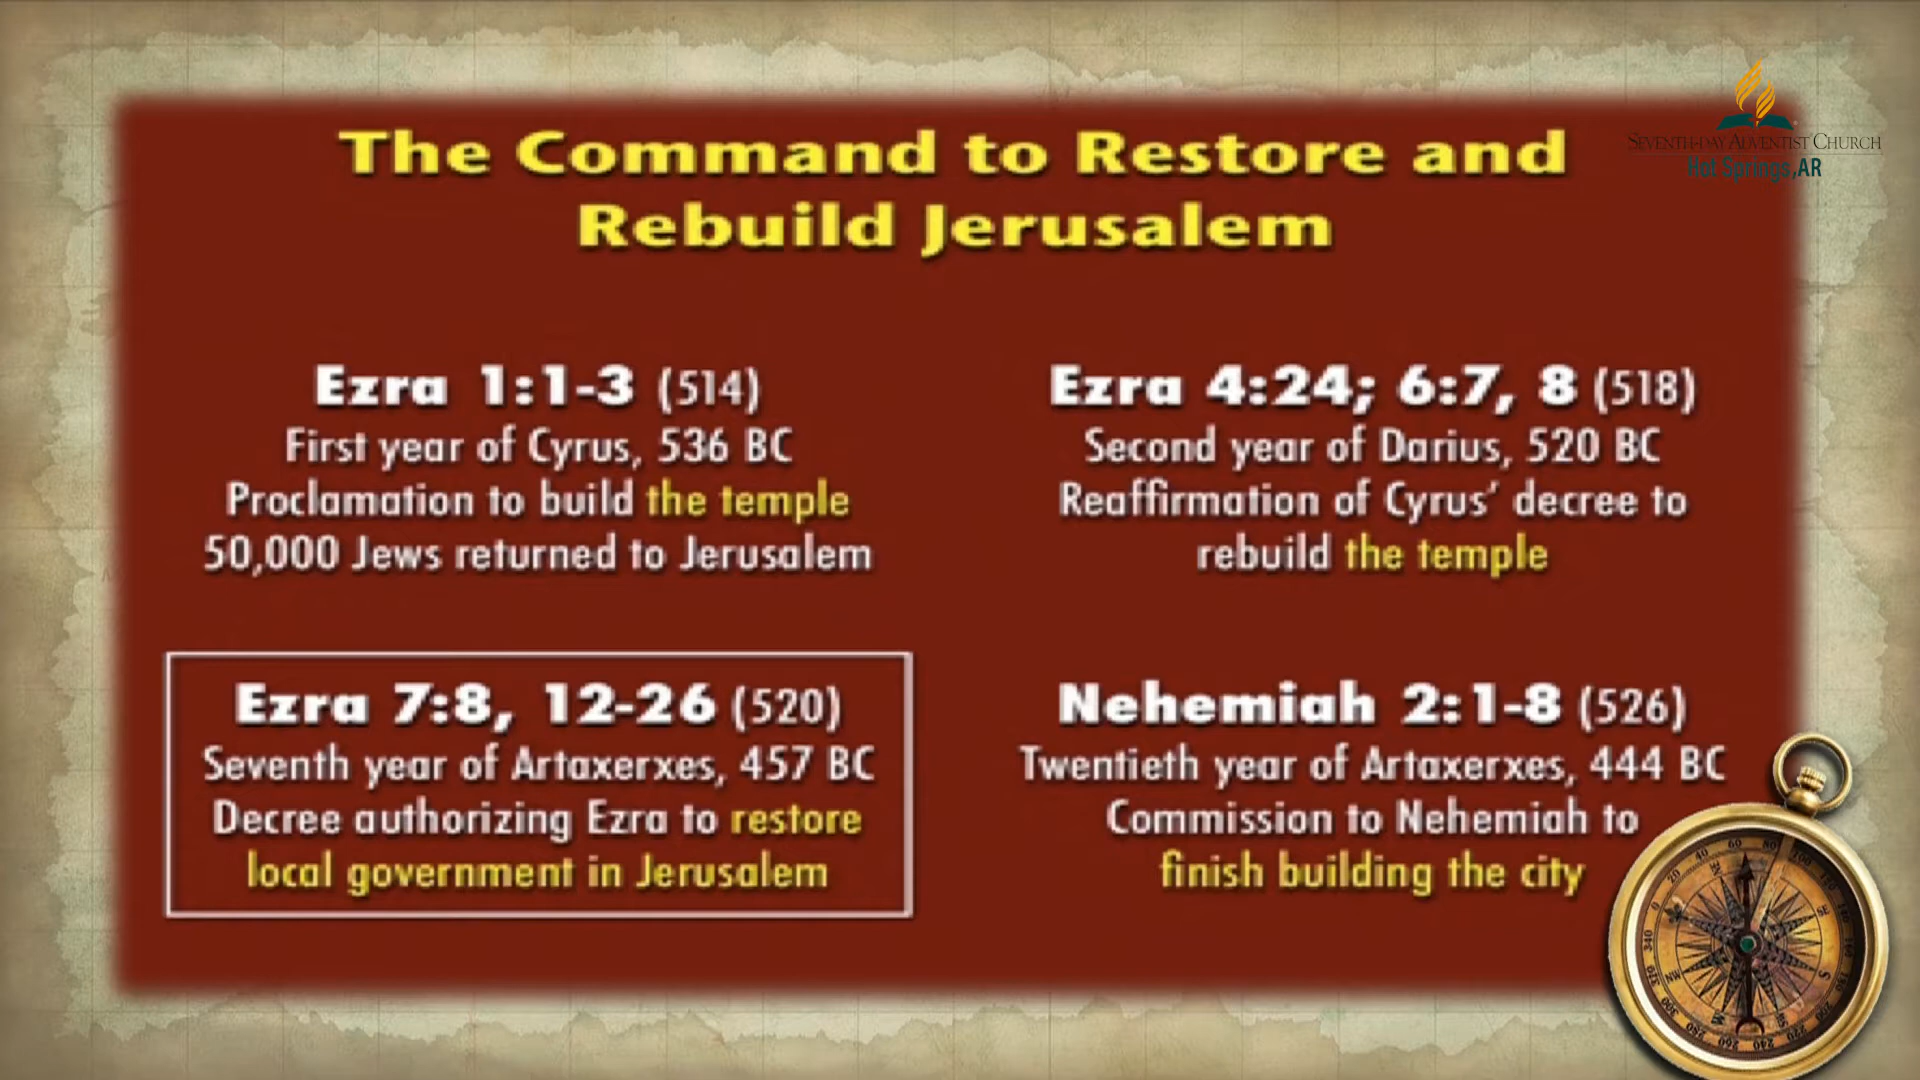 The Command to Restore and
Rebuild Jerusalem
SEVENTH-DAY ADVENTIST CHURCH
Hot Springs,AR
Ezra 1:1-3 (514)
First year of Cyrus, 536 BC
Proclamation to build the temple
50,000 Jews returned to Jerusalem
Ezra 4:24; 6:7, 8 (518)
Second year of Darius, 520 BC
Reaffirmation of Cyrus’ decree to
rebuild the temple
Ezra 7:8, 12-26 (520)
Seventh year of Artaxerxes, 457 BC
Decree authorizing Ezra to restore
local government in Jerusalem
Nehemiah 2:1-8 (526)
Twentieth year of Artaxerxes, 444 BC
Commission to Nehemiah to
finish building the city